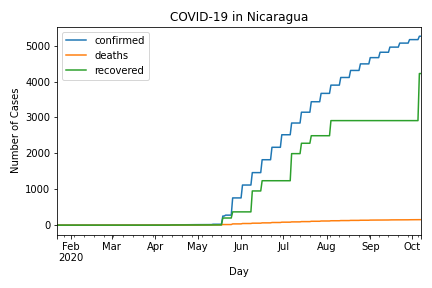 COVID-19 in Nicaragua
confirmed
deaths
recovered
Number of Cases
5000
4000
3000
2000
1000
0
Feb
2020
Mar
Apr
May
Jun
Jul
Aug
Sep
Oct
Day